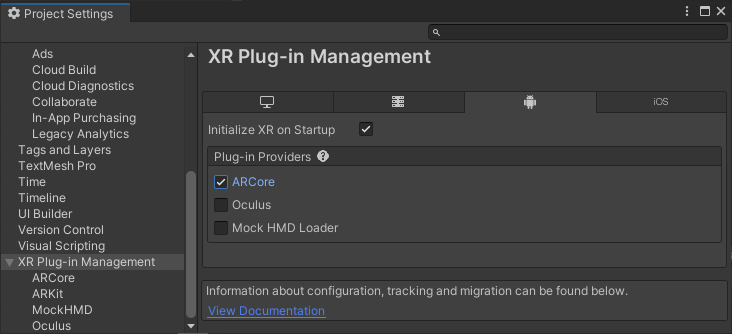 Project Settings
Ads
Cloud Build
Cloud Diagnostics
Collaborate
In-App Purchasing
Legacy Analytics
Tags and Layers
TextMesh Pro
Time
Timeline
UI Builder
Version Control
Visual Scripting
XR Plug-in Management
ARCore
ARKit
MockHMD
Oculus
XR Plug-in Management
iOS
Initialize XR on Startup
Plug-in Providers ?
ARCore
Oculus
Mock HMD Loader
Information about configuration, tracking and migration can be found below.
View Documentation